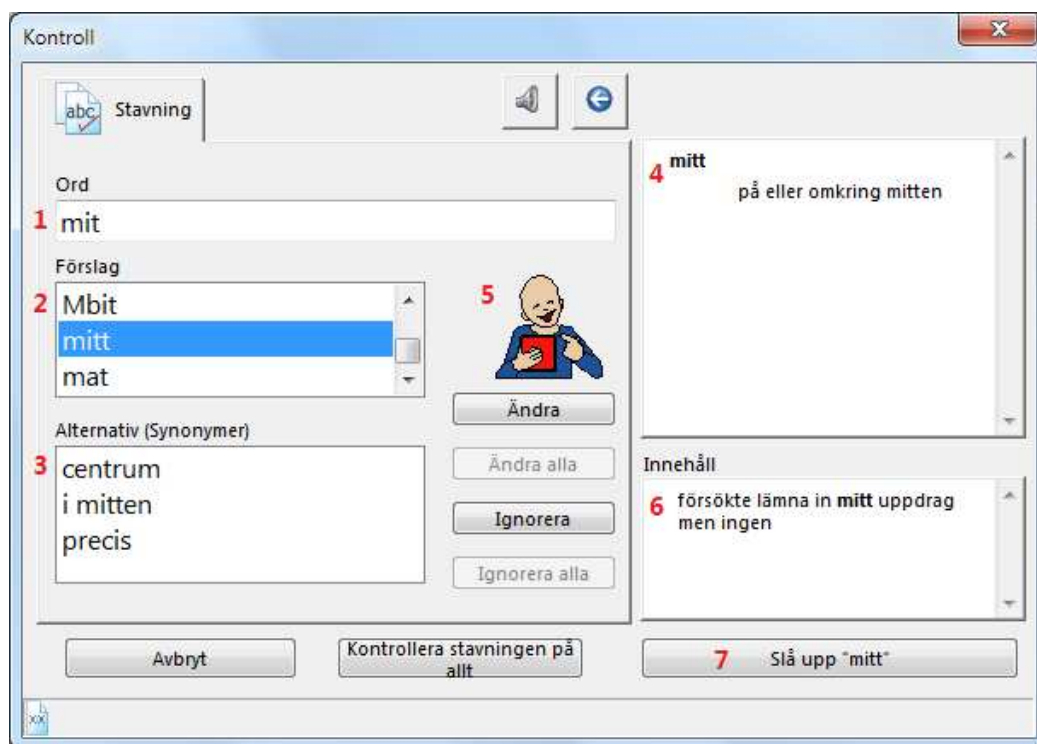 Kontroll
abc Stavning
Ord
1 mit
Förslag
2 Mbit
mitt
mat
5
Ändra
Alternativ (Synonymer)
3 centrum
i mitten
precis
Ändra alla
Ignorera
Ignorera alla
4 mitt
på eller omkring mitten
Innehåll
6 försökte lämna in mitt uppdrag
men ingen
Avbryt
Kontrollera stavningen på
allt
7 Slå upp "mitt"
xx